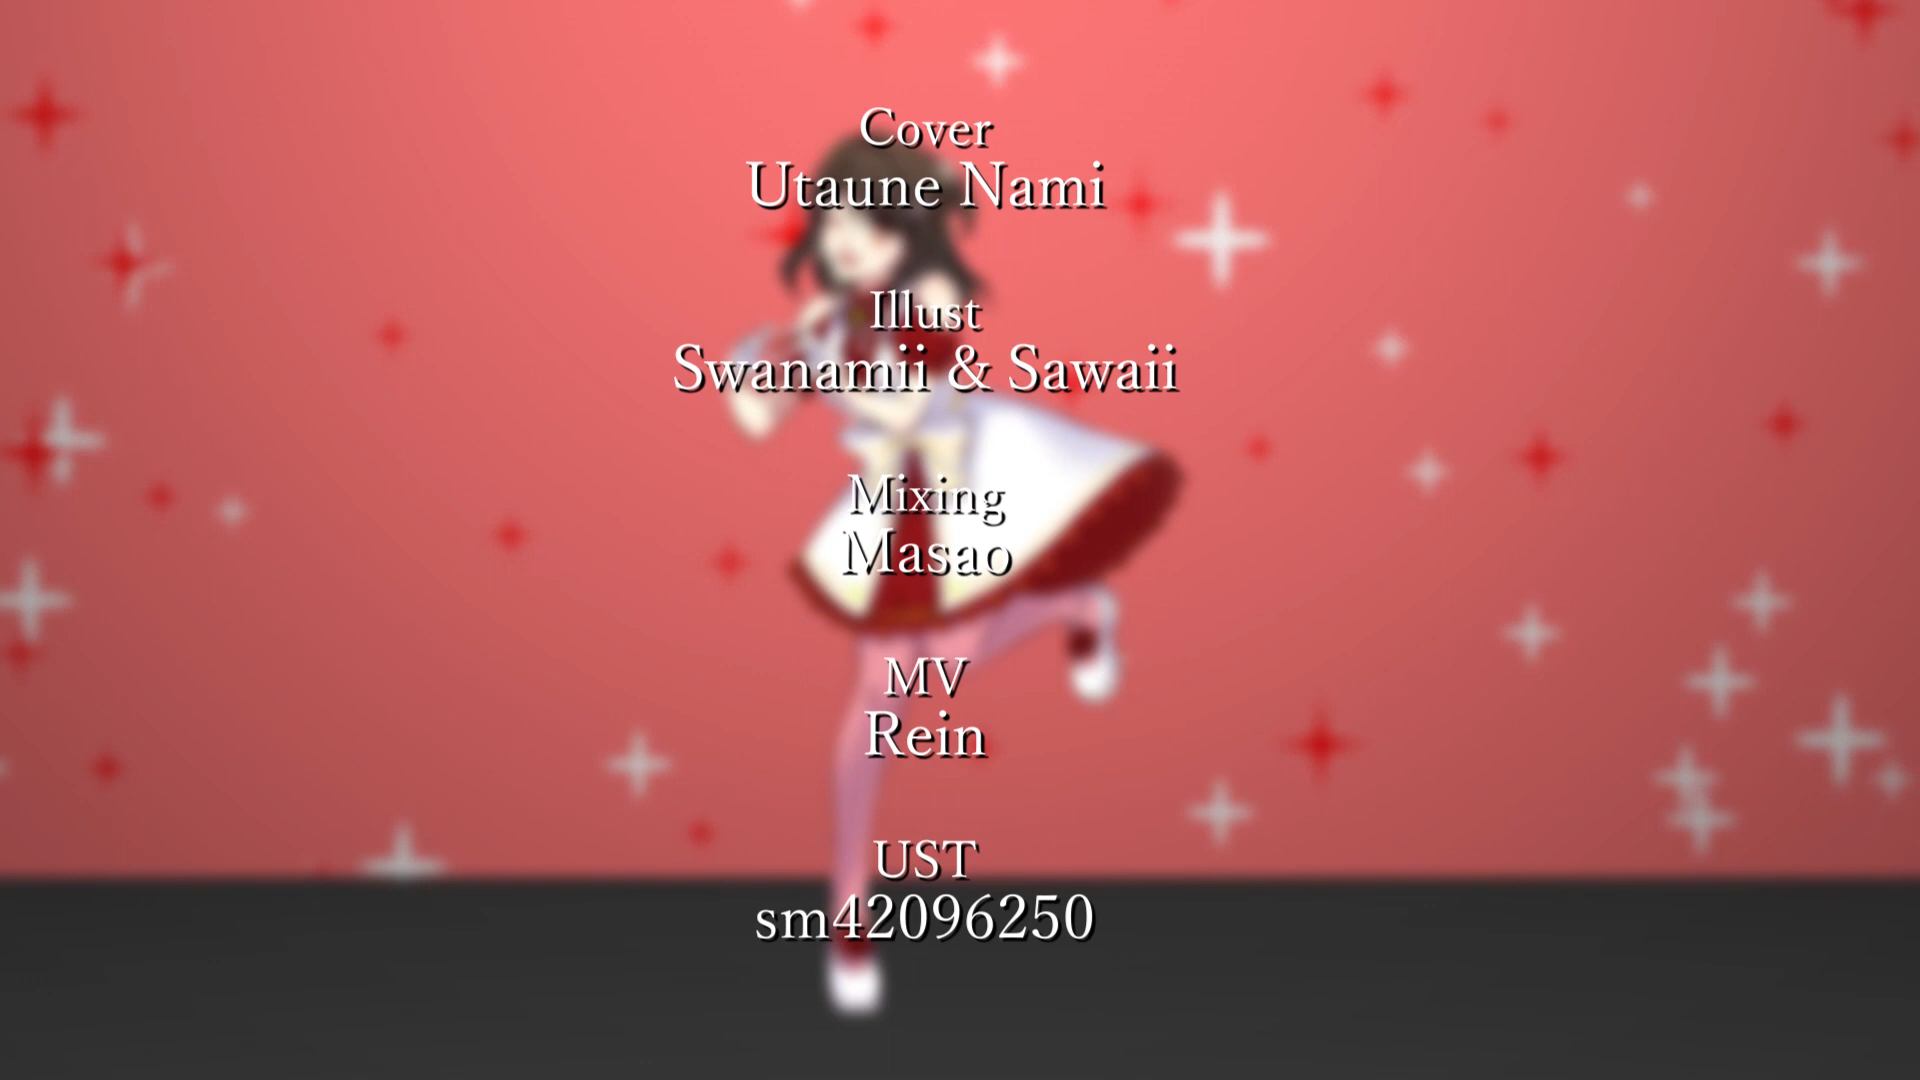 Cover
Utaune Nami
Illust
Swanamii & Sawaii
Mixing
Masao
MV
Rein
UST
sm42096250